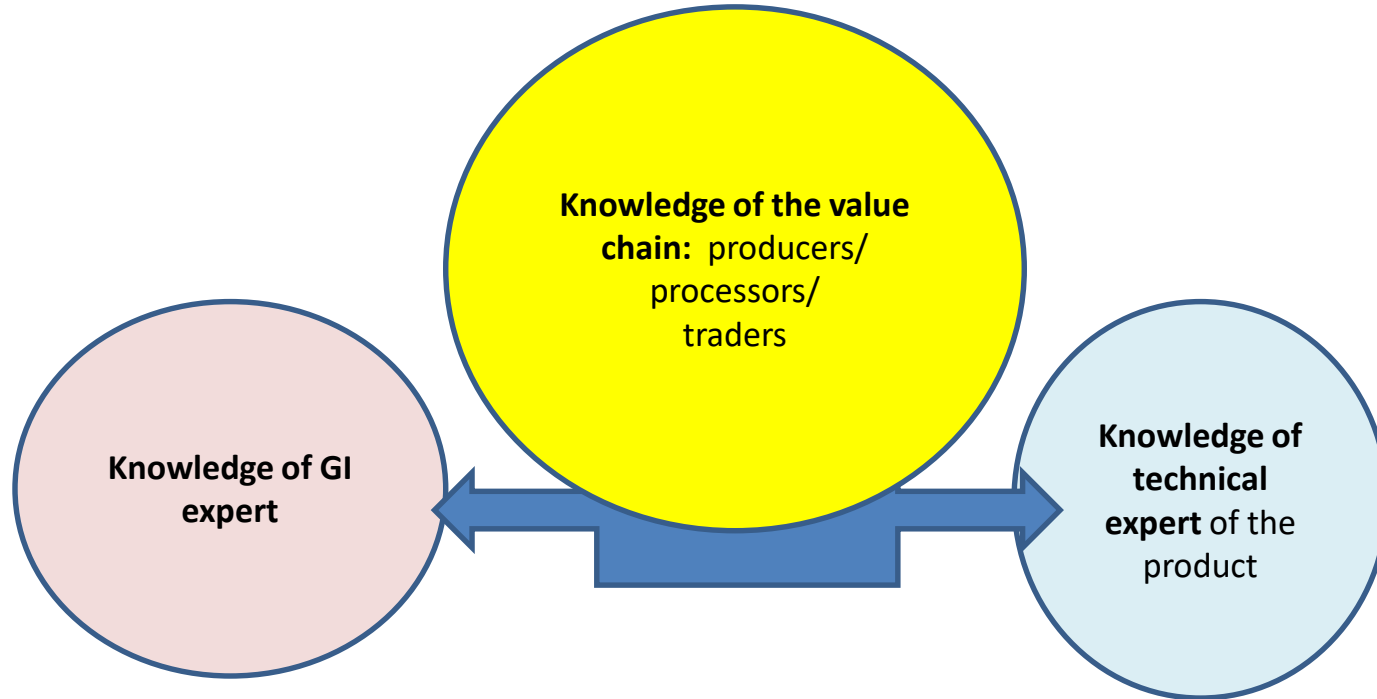 Knowledge of the value
chain: producers/
processors/
traders
Knowledge of GI
expert
Knowledge of
technical
expert of the
product